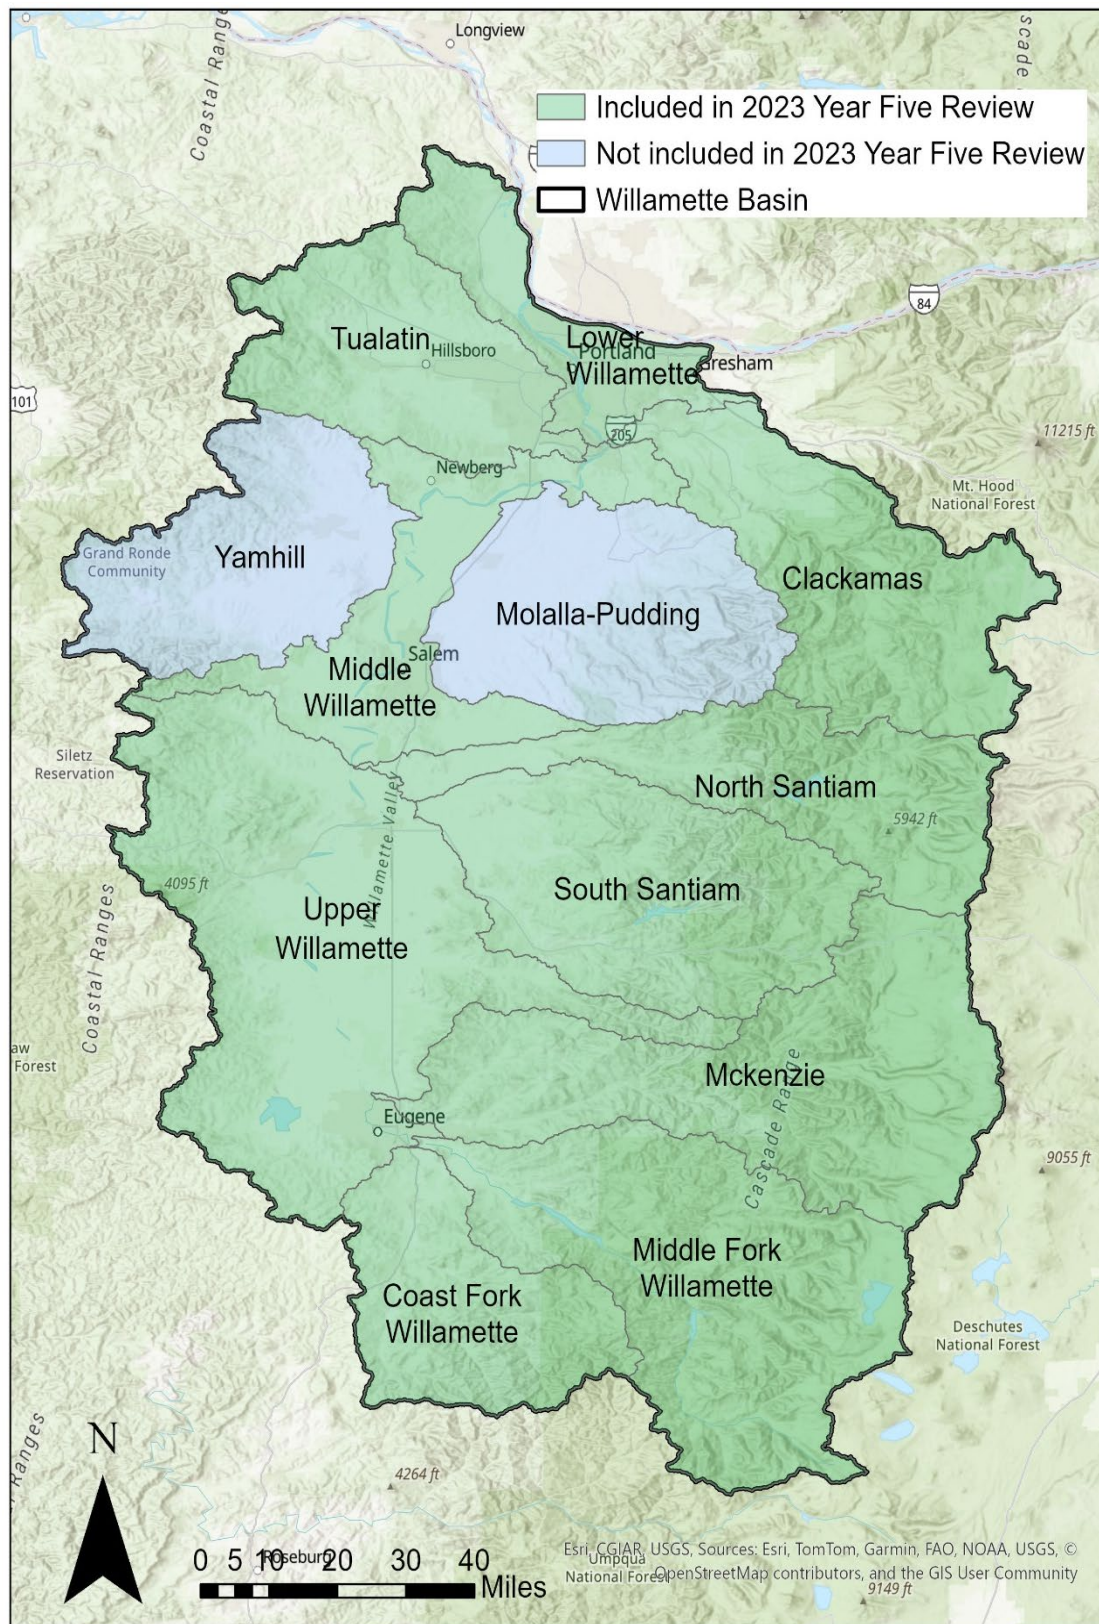 Longview
Coastal Range
scade
Included in 2023 Year Five Review
Not included in 2023 Year Five Review
Willamette Basin
84
Tualatin
Hillsboro
Lower
Portland
Willamette
Gresham
101
205
11215 ft
Newberg
Mt. Hood
National Forest
Grand Ronde
Community
Yamhill
Clackamas
Molalla-Pudding
Salem
Middle
Willamette
Siletz
Reservation
North Santiam
Willamette Valley
5942 ft
4095 ft
South Santiam
Upper
Willamette
Coastal Ranges
aw
Forest
Mckenzie
Cascade Range
Eugene
9055 ft
Middle Fork
Willamette
Coast Fork
Willamette
Deschutes
National Forest
N
Ranges
4264 ft
0 5 10 20 30 40
Roseburg
Miles
Umpqua
National Forest
Esri, CGIAR, USGS, Sources: Esri, TomTom, Garmin, FAO, NOAA, USGS, ©
OpenStreetMap contributors, and the GIS User Community
9149 ft